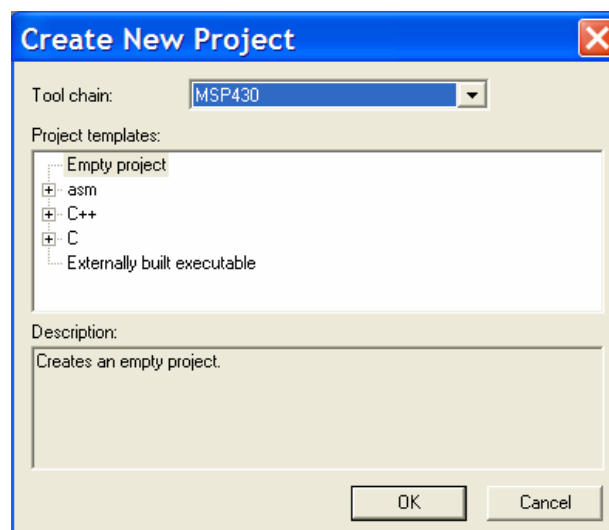 Create New Project
Tool chain: MSP430
Project templates:
Empty project
asm
C++
C
Externally built executable
Description:
Creates an empty project.
OK Cancel